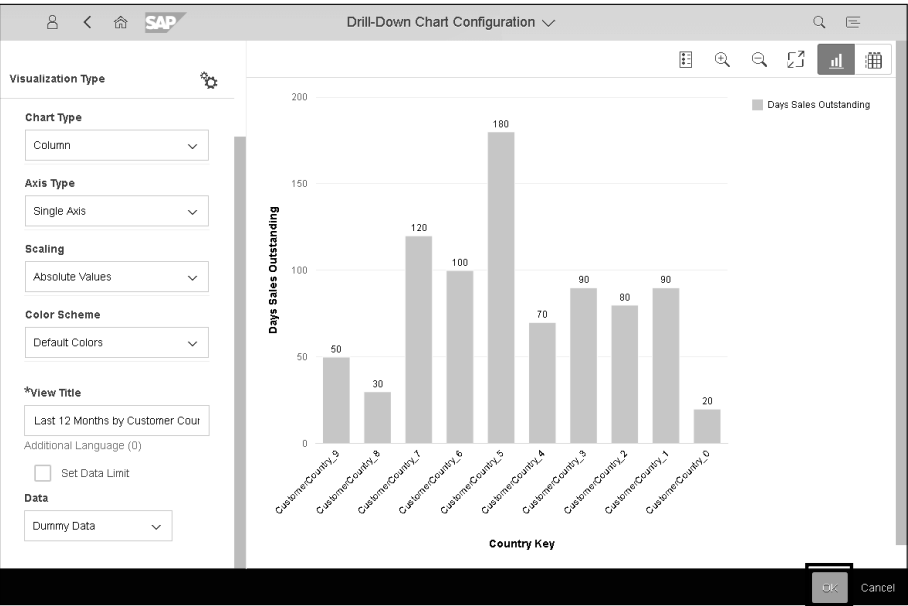 SAP
Drill-Down Chart Configuration
Visualization Type
Chart Type
Column
Axis Type
Single Axis
Scaling
Absolute Values
Color Scheme
Default Colors
*View Title
Last 12 Months by Customer Cour
Additional Language (0)
Set Data Limit
Data
Dummy Data
Days Sales Outstanding
Days Sales Outstanding
200
150
100
50
0
50
30
120
100
180
70
90
80
90
20
CustomerCountry_9
CustomerCountry_8
CustomerCountry_7
CustomerCountry_6
CustomerCountry_5
CustomerCountry_4
CustomerCountry_3
CustomerCountry_2
CustomerCountry_1
CustomerCountry_0
Country Key
OK
Cancel